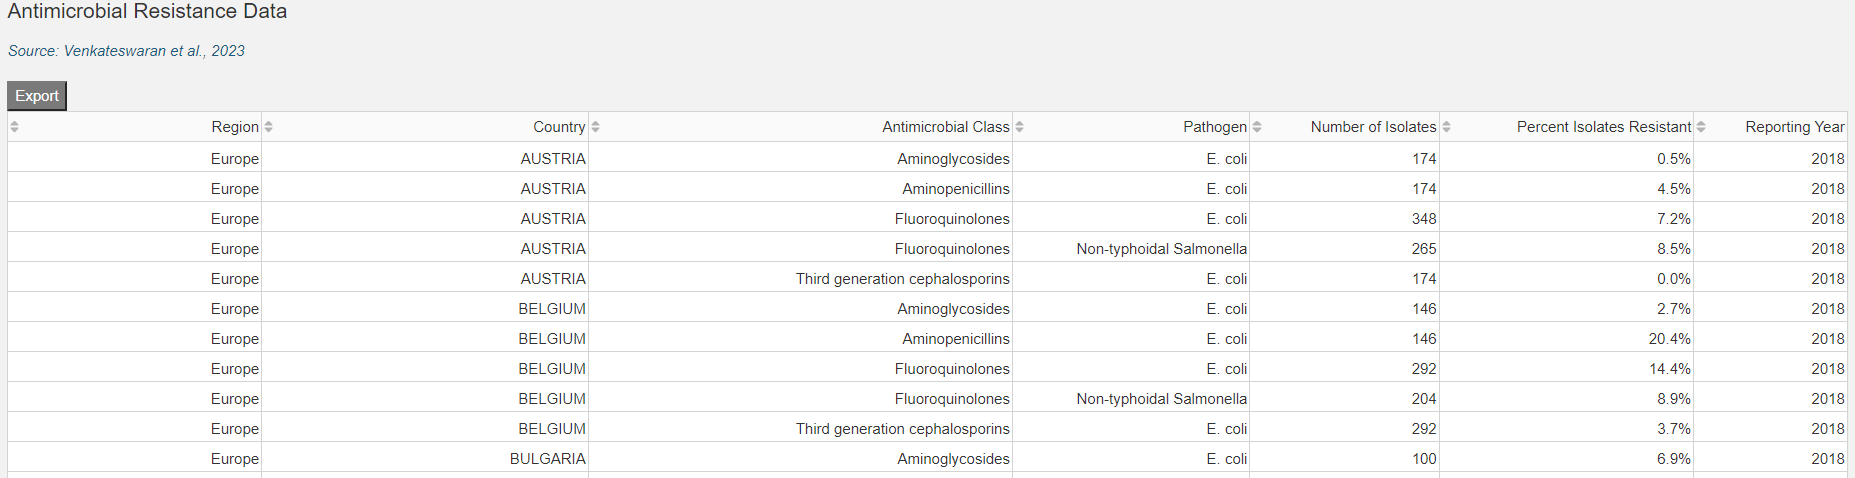 Antimicrobial Resistance Data
Source: Venkateswaran et al., 2023
Export
Region Country Antimicrobial Class Pathogen Number of Isolates Percent Isolates Resistant Reporting Year
Europe AUSTRIA Aminoglycosides E. coli 174 0.5% 2018
Europe AUSTRIA Aminopenicillins E. coli 174 4.5% 2018
Europe AUSTRIA Fluoroquinolones E. coli 348 7.2% 2018
Europe AUSTRIA Fluoroquinolones Non-typhoidal Salmonella 265 8.5% 2018
Europe AUSTRIA Third generation cephalosporins E. coli 174 0.0% 2018
Europe BELGIUM Aminoglycosides E. coli 146 2.7% 2018
Europe BELGIUM Aminopenicillins E. coli 146 20.4% 2018
Europe BELGIUM Fluoroquinolones E. coli 292 14.4% 2018
Europe BELGIUM Fluoroquinolones Non-typhoidal Salmonella 204 8.9% 2018
Europe BELGIUM Third generation cephalosporins E. coli 292 3.7% 2018
Europe BULGARIA Aminoglycosides E. coli 100 6.9% 2018